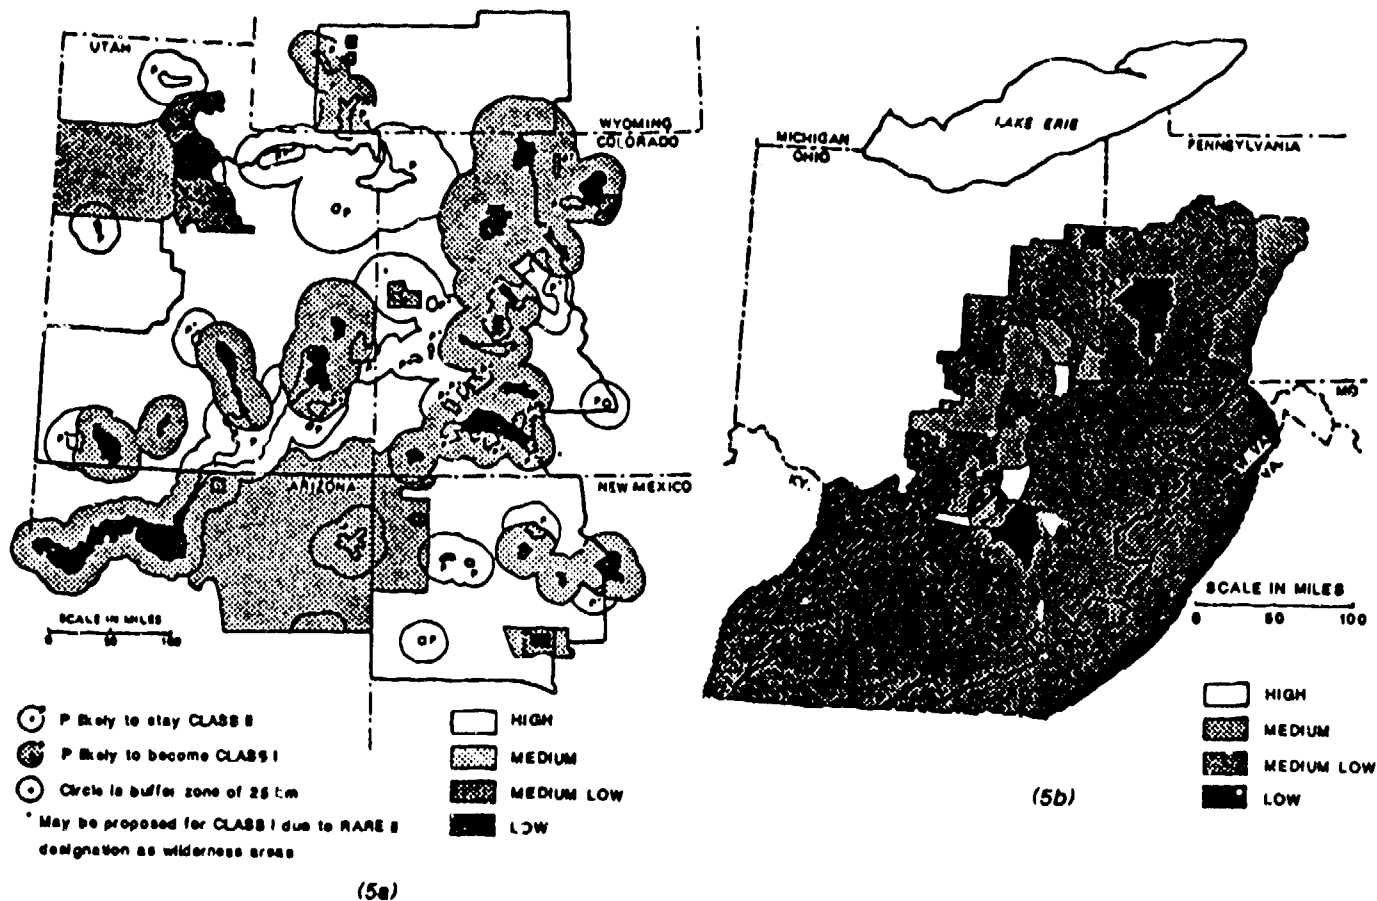 UTAH
WYOMING
COLORADO
ARIZONA
NEW MEXICO
SCALE IN MILES
0 50 100
P likely to stay CLASS II
P likely to become CLASS I
Circle is buffer zone of 25 km
* May be proposed for CLASS I due to RARE II
designation as wilderness areas
HIGH
MEDIUM
MEDIUM LOW
LOW
(5a)
LAKE ERIE
MICHIGAN
OHIO
PENNSYLVANIA
MD
W. VA.
VA.
KY.
SCALE IN MILES
0 50 100
HIGH
MEDIUM
MEDIUM LOW
LOW
(5b)